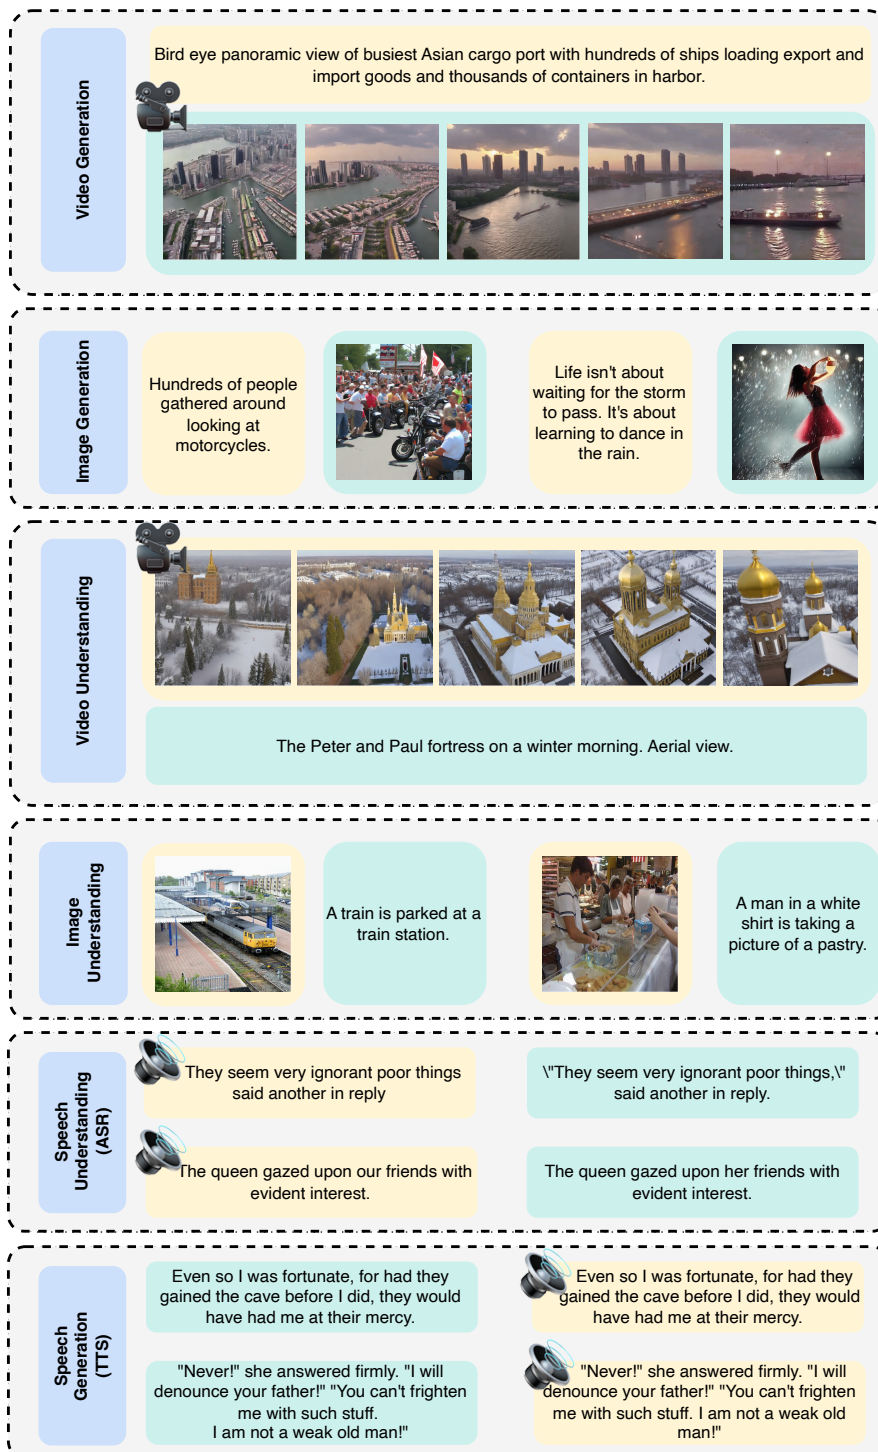 Video Generation
Bird eye panoramic view of busiest Asian cargo port with hundreds of ships loading export and
import goods and thousands of containers in harbor.
Image Generation
Hundreds of people
gathered around
looking at
motorcycles.
Life isn't about
waiting for the storm
to pass. It's about
learning to dance in
the rain.
Video Understanding
The Peter and Paul fortress on a winter morning. Aerial view.
Image
Understanding
A train is parked at a
train station.
A man in a white
shirt is taking a
picture of a pastry.
Speech
Understanding
(ASR)
They seem very ignorant poor things
said another in reply
\"They seem very ignorant poor things,\"
said another in reply.
The queen gazed upon our friends with
evident interest.
The queen gazed upon her friends with
evident interest.
Speech
Generation
(TTS)
Even so I was fortunate, for had they
gained the cave before I did, they would
have had me at their mercy.
Even so I was fortunate, for had they
gained the cave before I did, they would
have had me at their mercy.
"Never!" she answered firmly. "I will
denounce your father!" "You can't frighten
me with such stuff.
I am not a weak old man!"
"Never!" she answered firmly. "I will
denounce your father!" "You can't frighten
me with such stuff. I am not a weak old
man!"